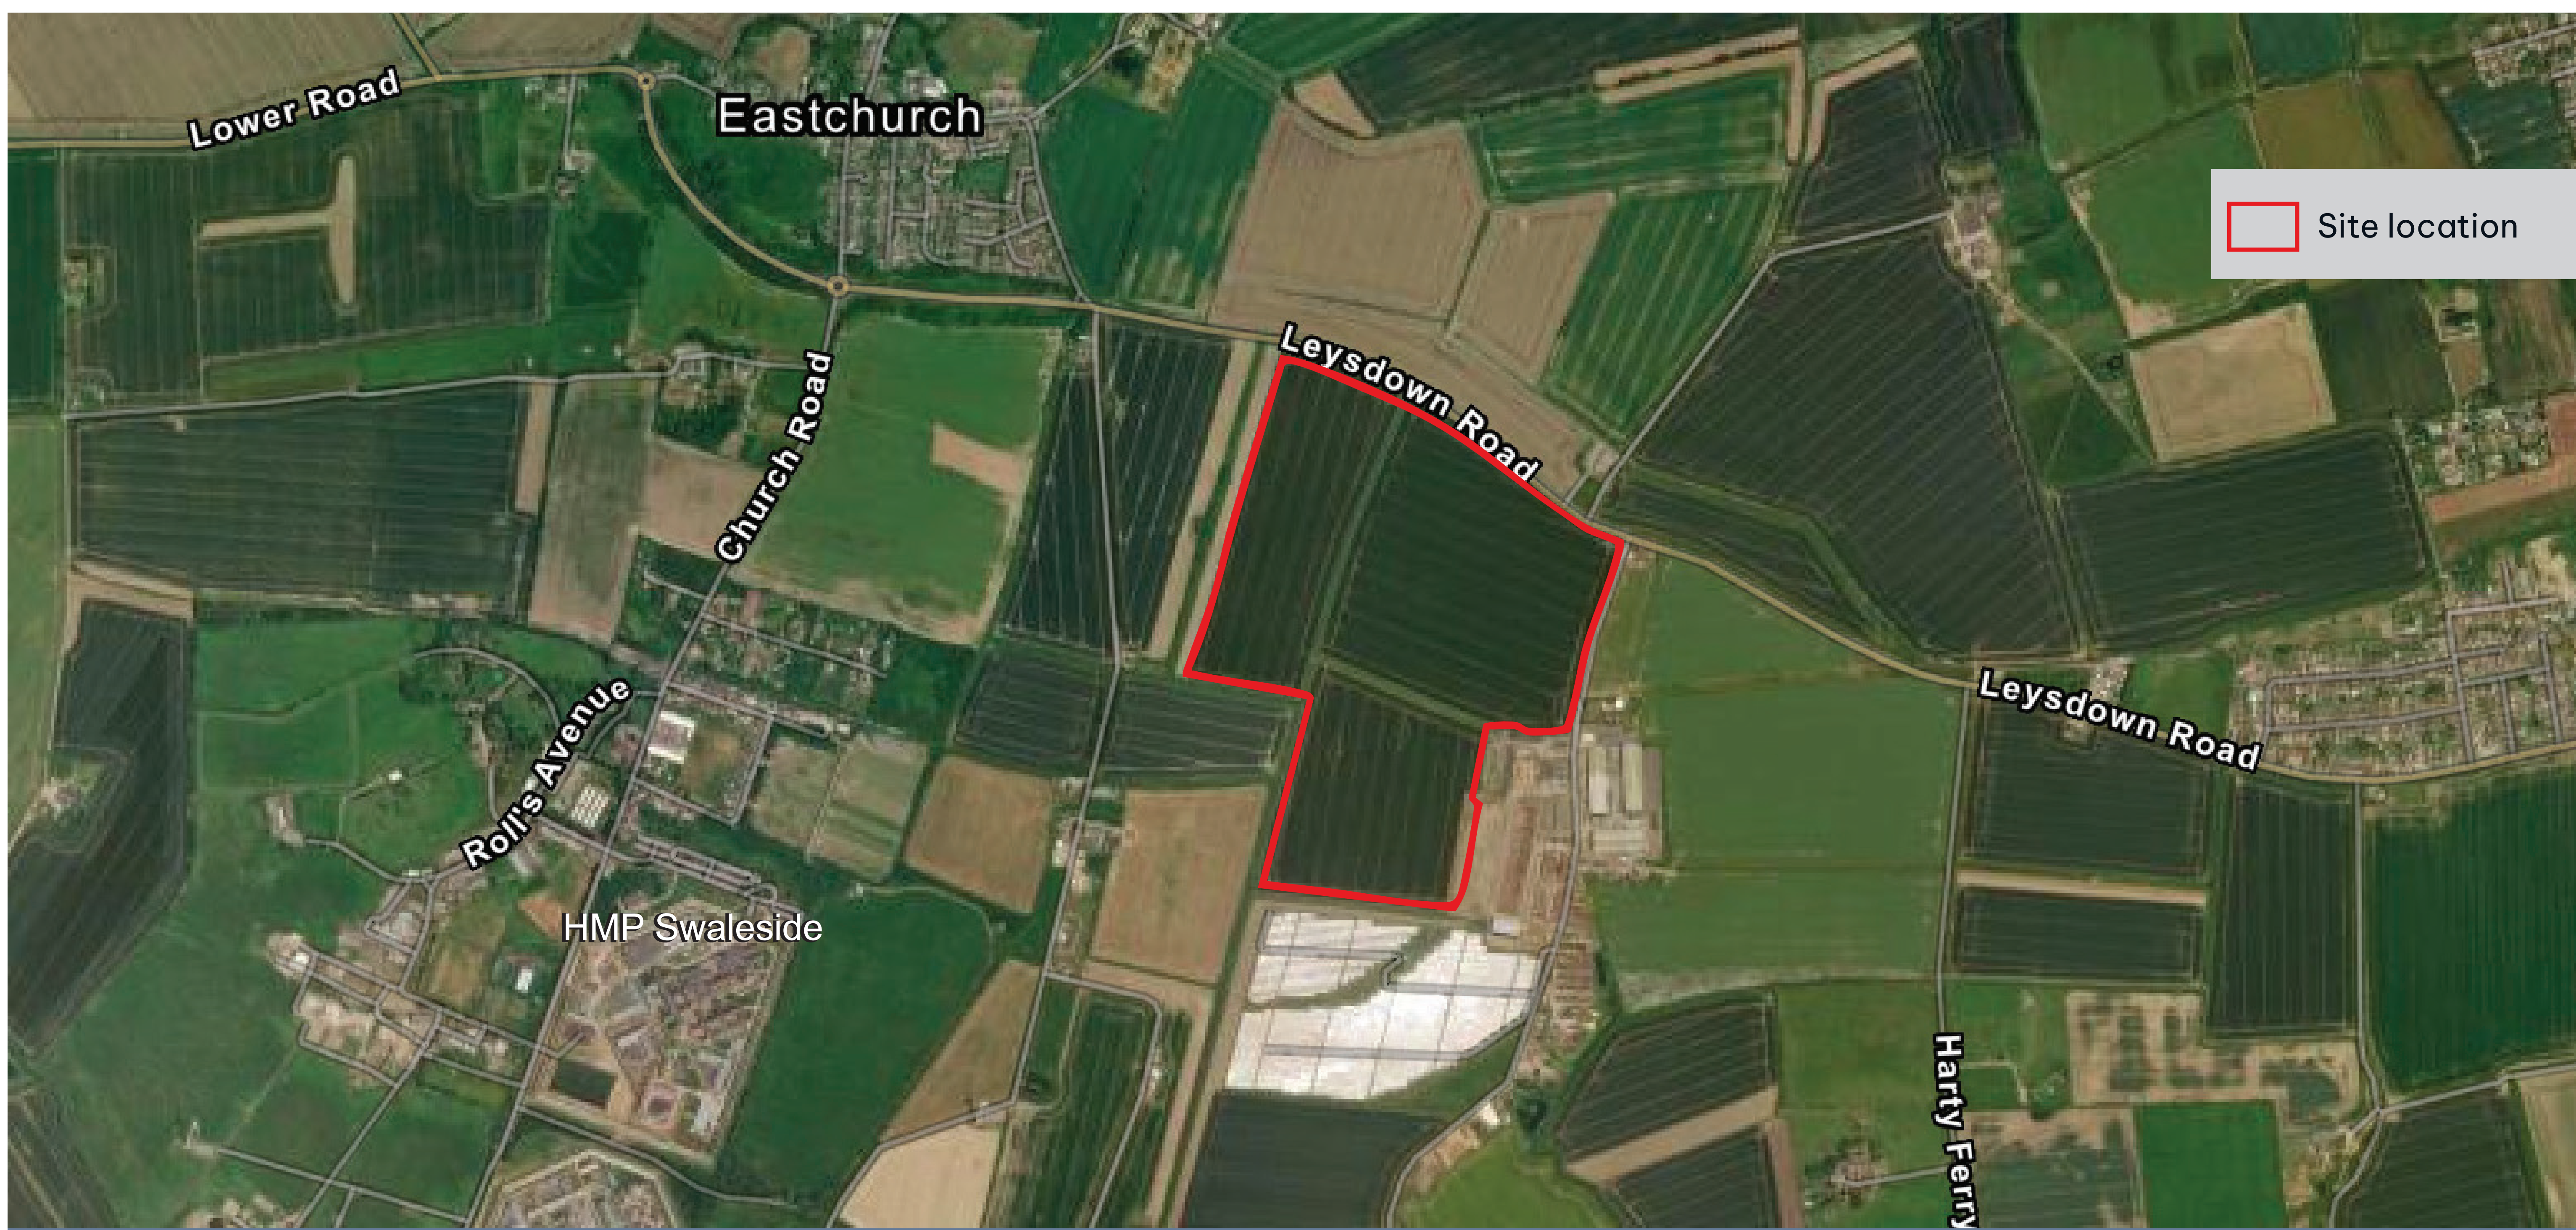 Lower Road
Eastchurch
Site location
Leysdown Road
Church Road
Leysdown Road
Roll's Avenue
HMP Swaleside
Harty Ferry